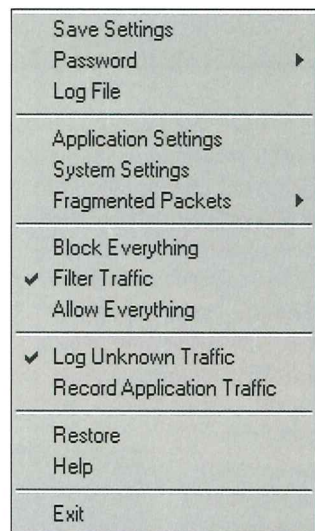 Save Settings
Password
Log File
Application Settings
System Settings
Fragmented Packets
Block Everything
Filter Traffic
Allow Everything
Log Unknown Traffic
Record Application Traffic
Restore
Help
Exit